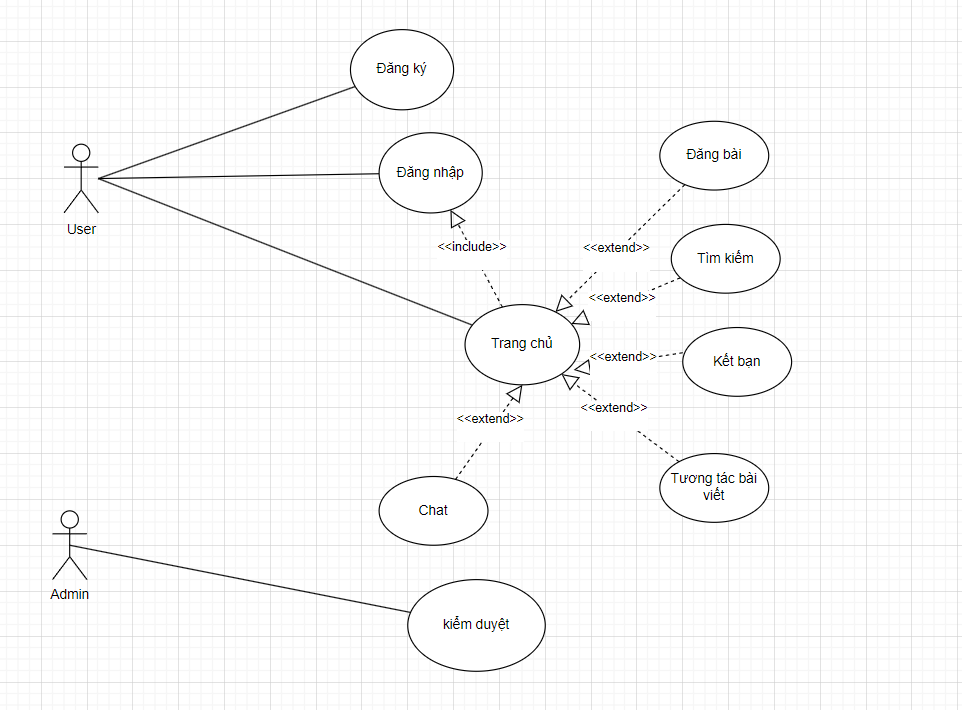 Đăng ký
Đăng nhập
User
<<include>>
Đăng bài
<<extend>>
Tìm kiếm
<<extend>>
Trang chủ
<<extend>>
Kết bạn
<<extend>>
<<extend>>
Tương tác bài
viết
Chat
Admin
kiểm duyệt